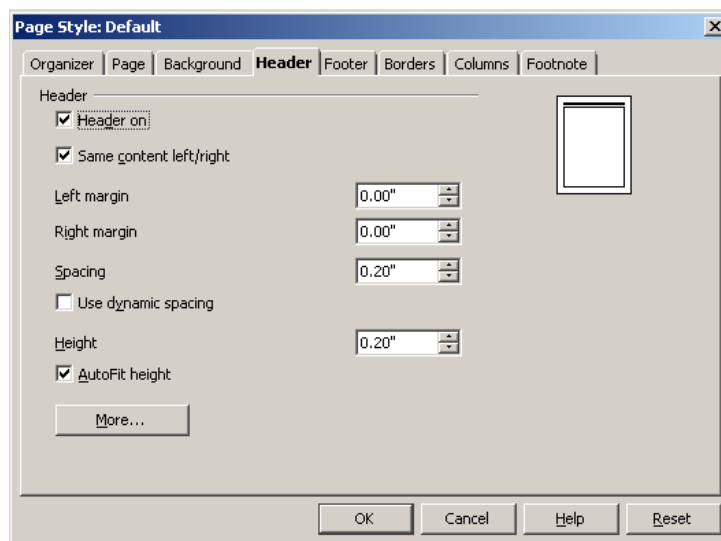 Page Style: Default
Organizer Page Background Header Footer Borders Columns Footnote
Header
Header on
Same content left/right
Left margin 0.00"
Right margin 0.00"
Spacing 0.20"
Use dynamic spacing
Height 0.20"
AutoFit height
More...
OK Cancel Help Reset